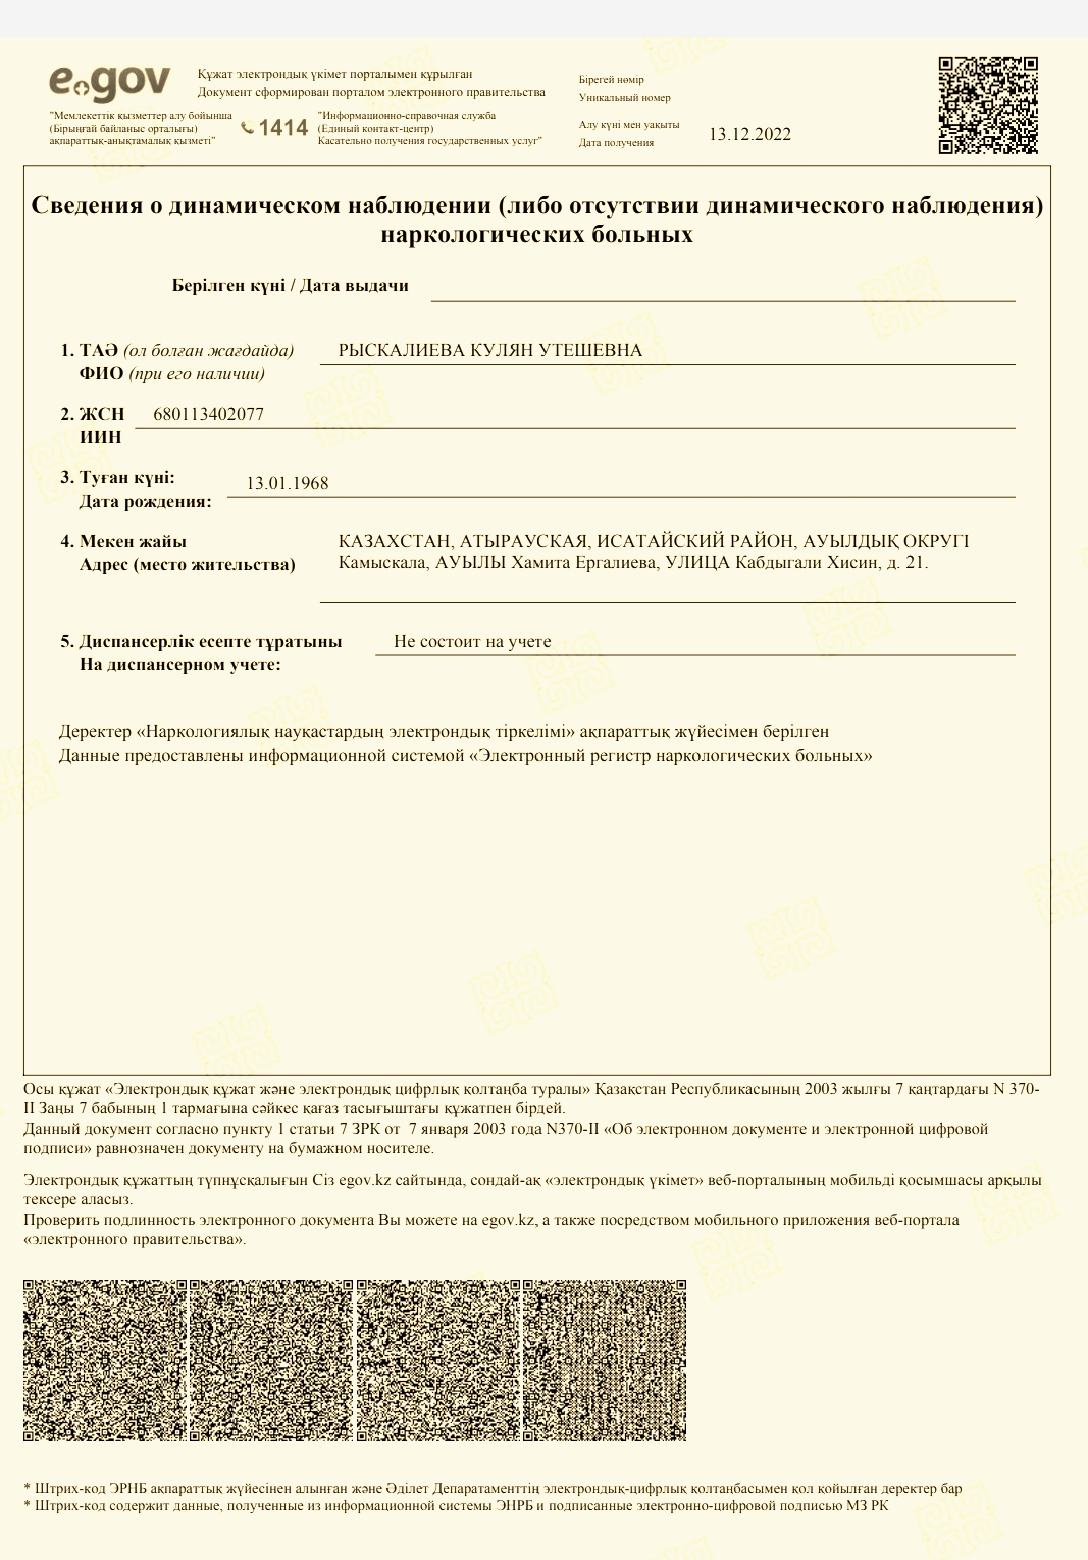 e.gov
Құжат электрондық үкімет порталымен құрылған
Документ сформирован порталом электронного правительства
"Мемлекеттік қызметтер алу бойынша
(Бірыңғай байланыс орталығы)
ақпараттық-анықтамалық қызметі"
1414
"Информационно-справочная служба
(Единый контакт-центр)
Касательно получения государственных услуг"
Бірегей нөмір
Уникальный номер
Алу күні мен уақыты
Дата получения
13.12.2022
Сведения о динамическом наблюдении (либо отсутствии динамического наблюдения)
наркологических больных
Берілген күні / Дата выдачи
1. ТАӘ (ол болған жағдайда) РЫСКАЛИЕВА КУЛЯН УТЕШЕВНА
ФИО (при его наличии)
2. ЖСН 680113402077
ИИН
3. Туған күні: 13.01.1968
Дата рождения:
4. Мекен жайы КАЗАХСТАН, АТЫРАУСКАЯ, ИСАТАЙСКИЙ РАЙОН, АУЫЛДЫҚ ОКРУГІ
Адрес (место жительства) Камыскала, АУЫЛЫ Хамита Ергалиева, УЛИЦА Кабдыгали Хисин, д. 21.
5. Диспансерлік есепте тұратыны Не состоит на учете
На диспансерном учете:
Деректер «Наркологиялық науқастардың электрондық тіркелімі» ақпараттық жүйесімен берілген
Данные предоставлены информационной системой «Электронный регистр наркологических больных»
Осы құжат «Электрондық құжат және электрондық цифрлық қолтаңба туралы» Қазақстан Республикасының 2003 жылғы 7 қаңтардағы N 370-
II Заңы 7 бабының 1 тармағына сәйкес қағаз тасығыштағы құжатпен бірдей.
Данный документ согласно пункту 1 статьи 7 ЗРК от 7 января 2003 года N370-II «Об электронном документе и электронной цифровой
подписи» равнозначен документу на бумажном носителе.
Электрондық құжаттың түпнұсқалығын Сіз egov.kz сайтында, сондай-ақ «электрондық үкімет» веб-порталының мобильді қосымшасы арқылы
тексере аласыз.
Проверить подлинность электронного документа Вы можете на egov.kz, а также посредством мобильного приложения веб-портала
«электронного правительства».
* Штрих-код ЭРНБ ақпараттық жүйесінен алынған және Әділет Депаратаменттің электрондық-цифрлық қолтаңбасымен қол қойылған деректер бар
* Штрих-код содержит данные, полученные из информационной системы ЭНРБ и подписанные электронно-цифровой подписью МЗ РК